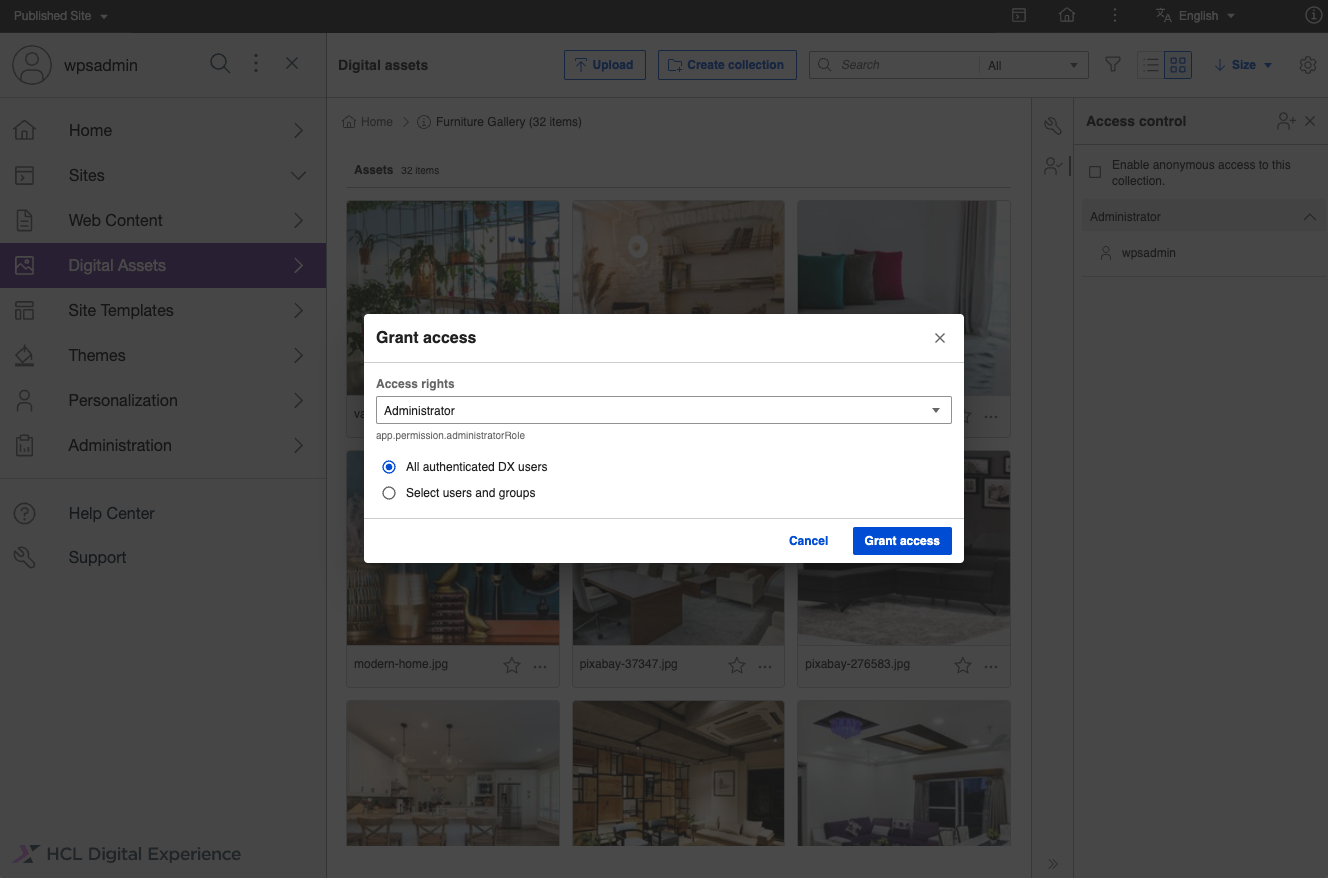 Published Site
English
wpsadmin
Digital assets
Upload
Create collection
Search
All
Size
Home
Sites
Web Content
Digital Assets
Site Templates
Themes
Personalization
Administration
Help Center
Support
HCL Digital Experience
Home
Furniture Gallery (32 items)
Assets 32 items
va
modern-home.jpg
pixabay-37347.jpg
pixabay-276583.jpg
Access control
Enable anonymous access to this
collection.
Administrator
wpsadmin
Grant access
Access rights
Administrator
app.permission.administratorRole
All authenticated DX users
Select users and groups
Cancel
Grant access